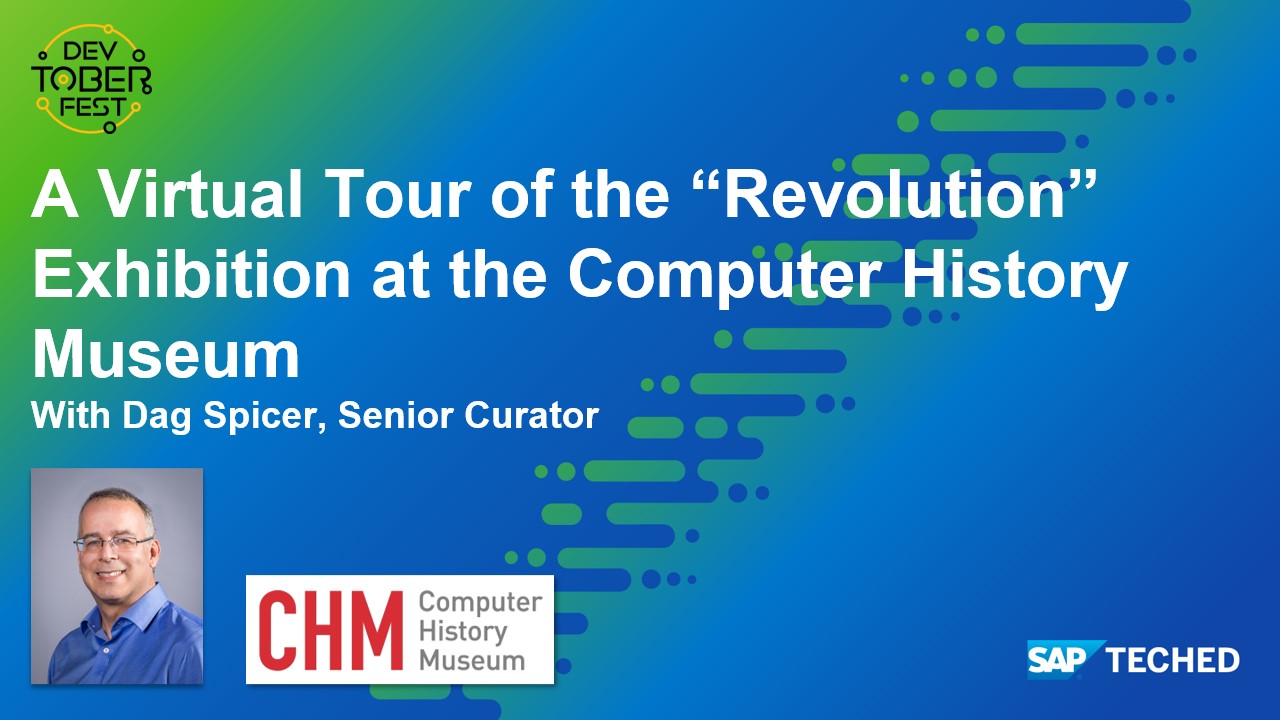 DEV
TOBER
FEST
A Virtual Tour of the “Revolution”
Exhibition at the Computer History
Museum
With Dag Spicer, Senior Curator
CHM Computer
History
Museum
SAP TECHED